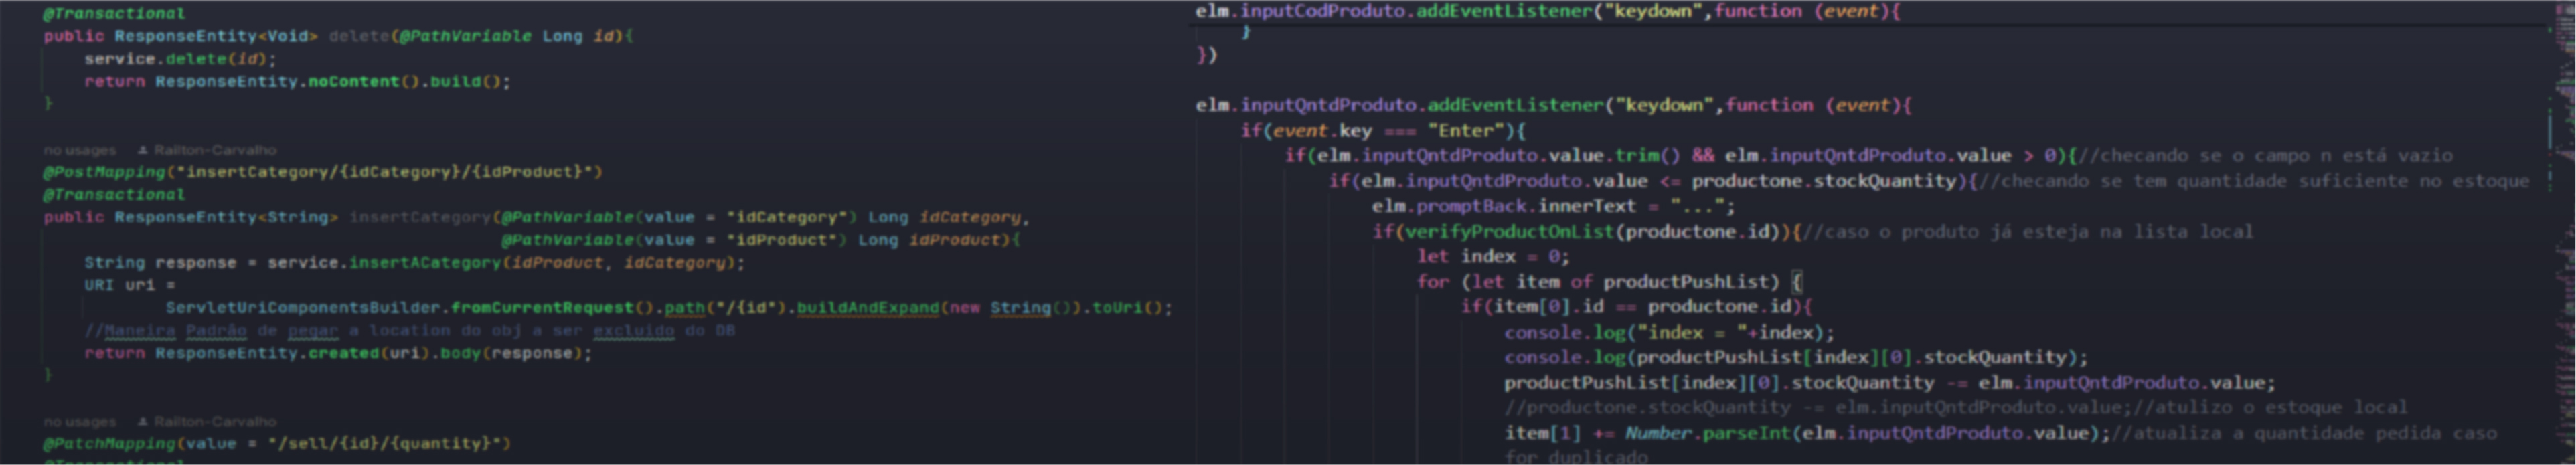 @Transactional
public ResponseEntity<Void> delete(@PathVariable Long id){
service.delete(id);
return ResponseEntity.noContent().build();
}
no usages Railton-Carvalho
@PostMapping("insertCategory/{idCategory}/{idProduct}")
@Transactional
public ResponseEntity<String> insertCategory(@PathVariable(value = "idCategory") Long idCategory,
@PathVariable(value = "idProduct") Long idProduct){
String response = service.insertACategory(idProduct, idCategory);
URI uri =
ServletUriComponentsBuilder.fromCurrentRequest().path("/{id").buildAndExpand(new String()).toUri();
//Maneira Padrão de pegar a location do obj a ser excluido do DB
return ResponseEntity.created(uri).body(response);
}
no usages Railton-Carvalho
@PatchMapping(value = "/sell/{id}/{quantity}")
@Transactional
elm.inputCodProduto.addEventListener("keydown",function (event){
}
})
elm.inputQntdProduto.addEventListener("keydown",function (event){
if(event.key === "Enter"){
if(elm.inputQntdProduto.value.trim() && elm.inputQntdProduto.value > 0){//checando se o campo n está vazio
if(elm.inputQntdProduto.value <= productone.stockQuantity){//checando se tem quantidade suficiente no estoque
elm.promptBack.innerText = "...";
if(verifyProductOnList(productone.id)){//caso o produto já esteja na lista local
let index = 0;
for (let item of productPushList) {
if(item[0].id == productone.id){
console.log("index = "+index);
console.log(productPushList[index][0].stockQuantity);
productPushList[index][0].stockQuantity -= elm.inputQntdProduto.value;
//productone.stockQuantity -= elm.inputQntdProduto.value;//atulizo o estoque local
item[1] += Number.parseInt(elm.inputQntdProduto.value);//atualiza a quantidade pedida caso
for duplicado